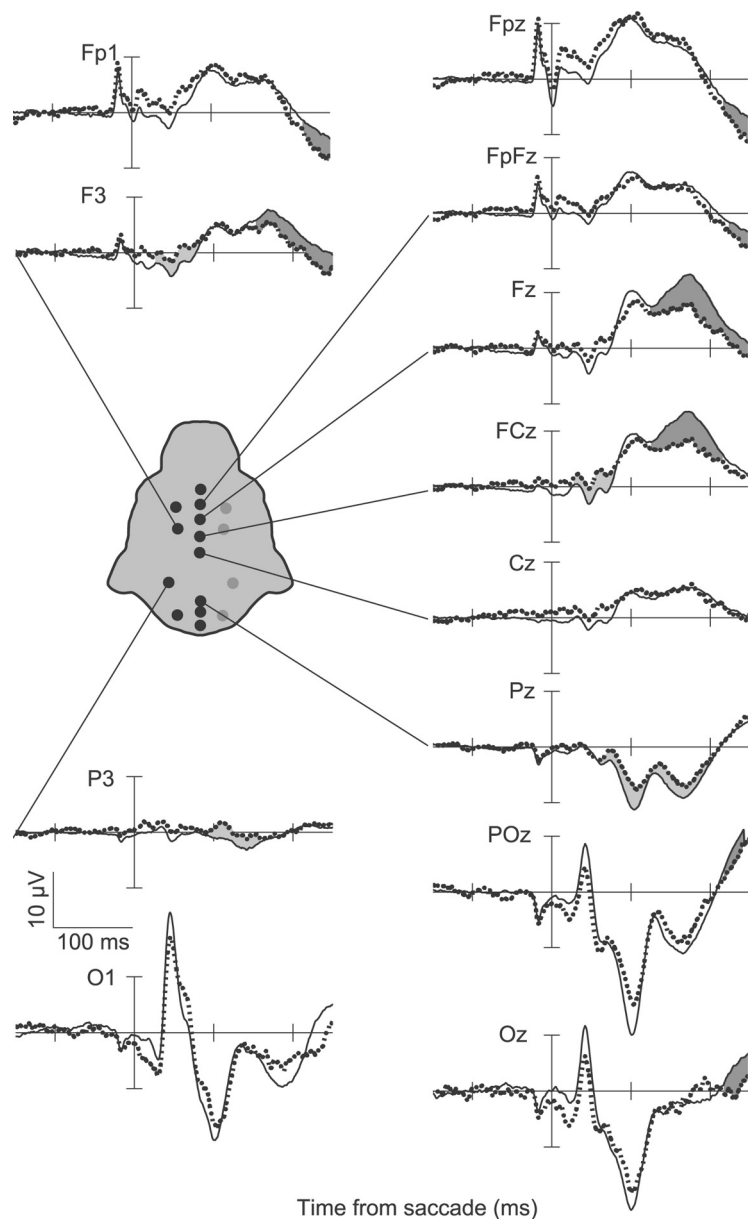 Fp1
Fpz
FpFz
F3
Fz
FCz
Cz
Pz
P3
POz
10 µV
100 ms
O1
Oz
Time from saccade (ms)